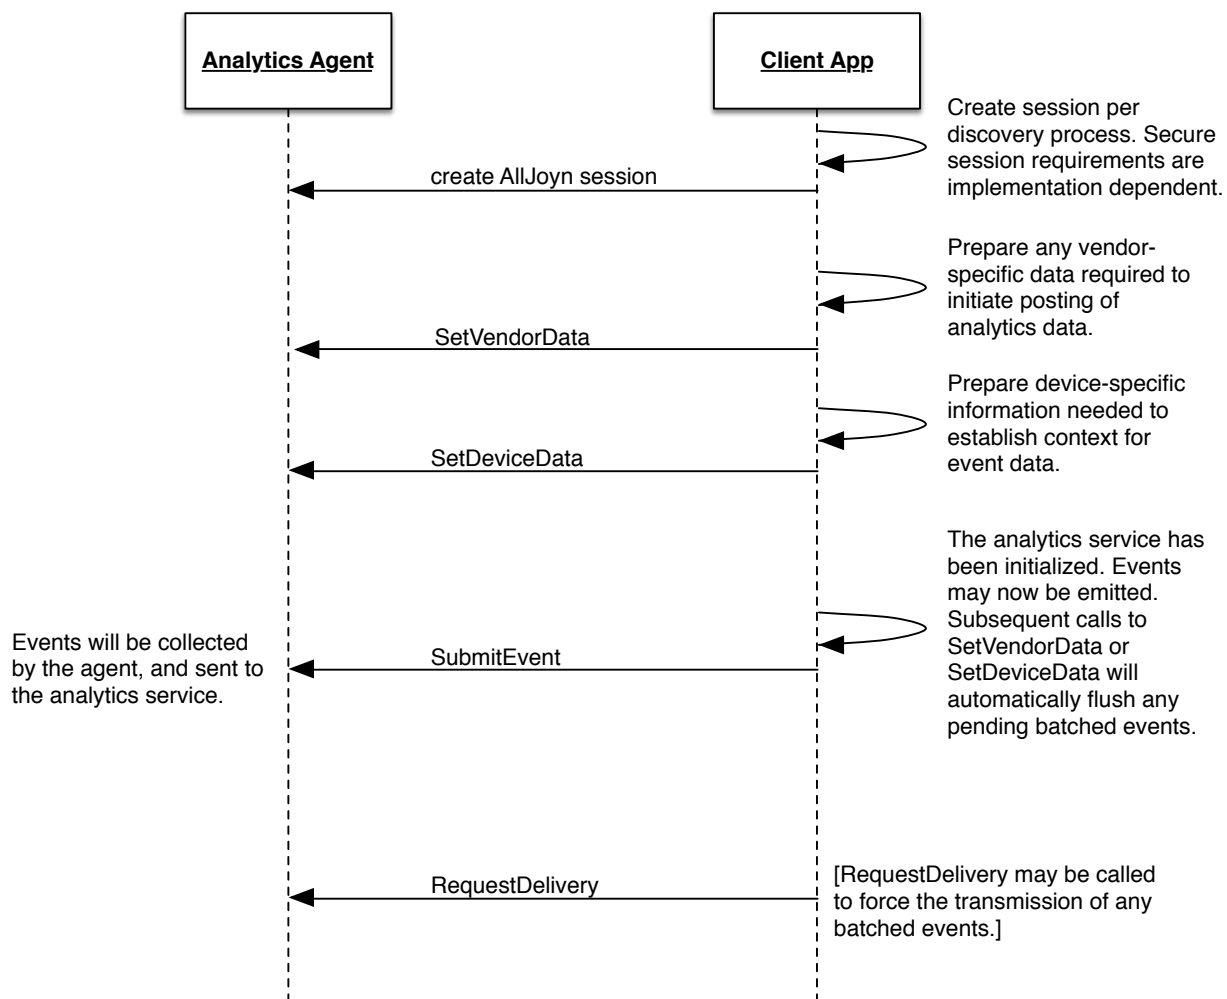 Analytics Agent
Client App
Create session per
discovery process. Secure
session requirements are
implementation dependent.
create AllJoyn session
Prepare any vendor-
specific data required to
initiate posting of
analytics data.
SetVendorData
Prepare device-specific
information needed to
establish context for
event data.
SetDeviceData
The analytics service has
been initialized. Events
may now be emitted.
Subsequent calls to
SetVendorData or
SetDeviceData will
automatically flush any
pending batched events.
Events will be collected
by the agent, and sent to
the analytics service.
SubmitEvent
RequestDelivery
[RequestDelivery may be called
to force the transmission of any
batched events.]